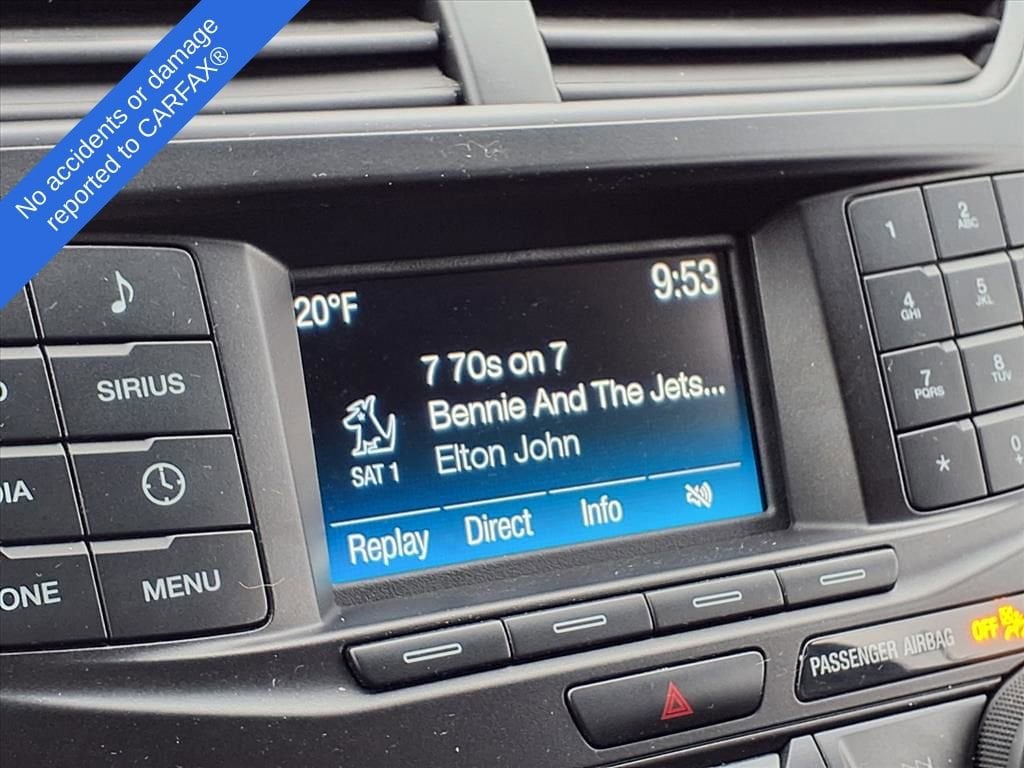 No accidents or damage
reported to CARFAX®
20°F
9:53
7 70s on 7
Bennie And The Jets...
Elton John
SAT 1
Replay
Direct
Info
SIRIUS
MENU
1
2
ABC
4
GHI
5
JKL
7
PQRS
8
TUV
*
0
+
PASSENGER AIRBAG
OFF